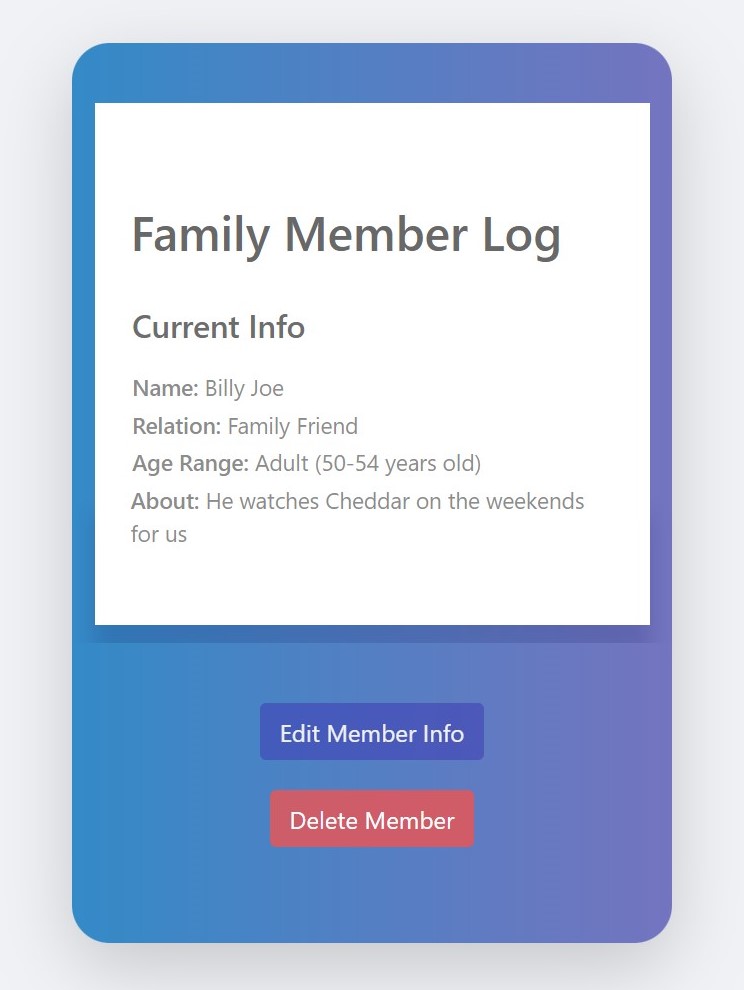 Family Member Log
Current Info
Name: Billy Joe
Relation: Family Friend
Age Range: Adult (50-54 years old)
About: He watches Cheddar on the weekends
for us
Edit Member Info
Delete Member